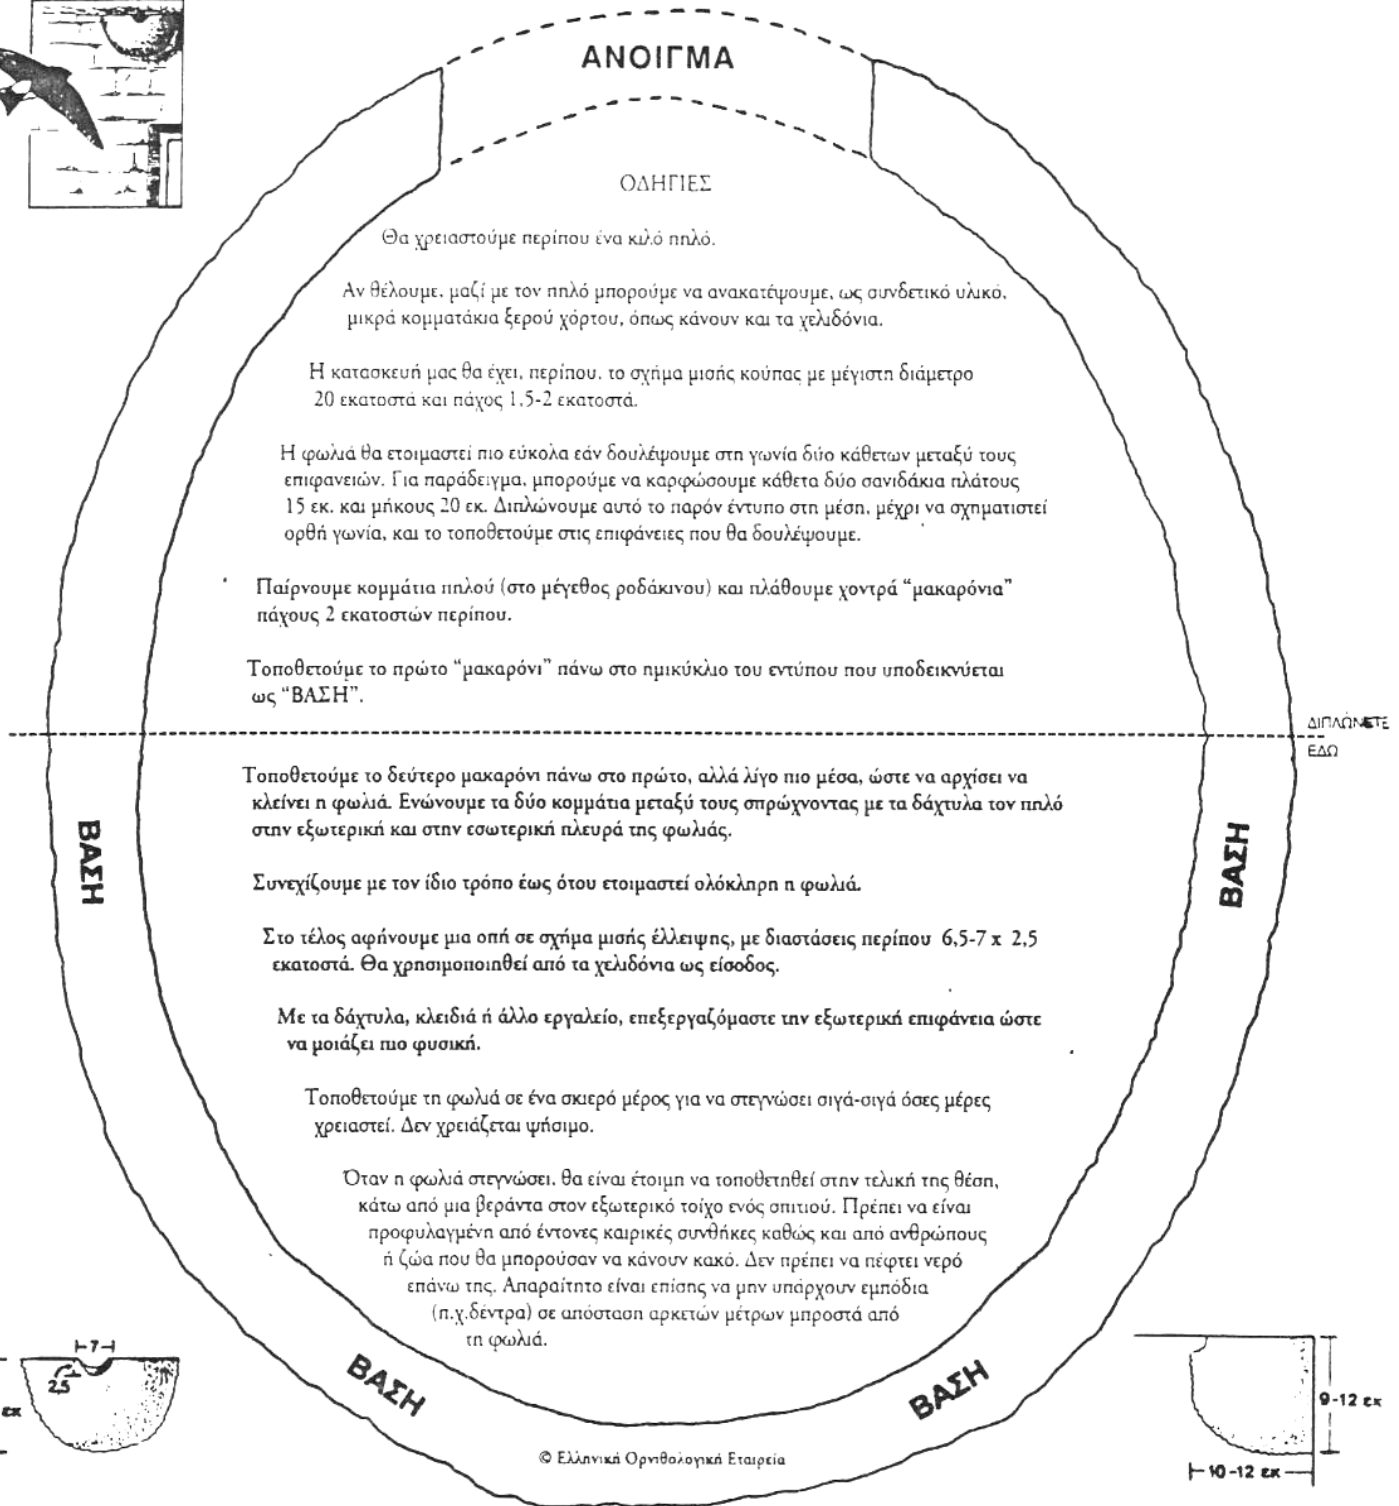 ΑΝΟΙΓΜΑ
ΟΔΗΓΙΕΣ
Θα χρειαστούμε περίπου ένα κιλό πηλό.
Αν θέλουμε, μαζί με τον πηλό μπορούμε να ανακατέψουμε, ως συνδετικό υλικό,
μικρά κομματάκια ξερού χόρτου, όπως κάνουν και τα χελιδόνια.
Η κατασκευή μας θα έχει, περίπου, το σχήμα μισής κούπας με μέγιστη διάμετρο
20 εκατοστά και πάχος 1,5-2 εκατοστά.
Η φωλιά θα ετοιμαστεί πιο εύκολα εάν δουλέψουμε στη γωνία δύο κάθετων μεταξύ τους
επιφανειών. Για παράδειγμα, μπορούμε να καρφώσουμε κάθετα δύο σανιδάκια πλάτους
15 εκ. και μήκους 20 εκ. Διπλώνουμε αυτό το παρόν έντυπο στη μέση, μέχρι να σχηματιστεί
ορθή γωνία, και το τοποθετούμε στις επιφάνειες που θα δουλέψουμε.
Παίρνουμε κομμάτια πηλού (στο μέγεθος ροδάκινου) και πλάθουμε χοντρά “μακαρόνια”
πάχους 2 εκατοστών περίπου.
Τοποθετούμε το πρώτο “μακαρόνι” πάνω στο ημικύκλιο του εντύπου που υποδεικνύεται
ως “ΒΑΣΗ”.
ΔΙΠΛΩΝΕΤΕ
ΕΔΩ
Τοποθετούμε το δεύτερο μακαρόνι πάνω στο πρώτο, αλλά λίγο πιο μέσα, ώστε να αρχίσει να
κλείνει η φωλιά. Ενώνουμε τα δύο κομμάτια μεταξύ τους σπρώχνοντας με τα δάχτυλα τον πηλό
στην εξωτερική και στην εσωτερική πλευρά της φωλιάς.
ΒΑΣΗ
ΒΑΣΗ
Συνεχίζουμε με τον ίδιο τρόπο έως ότου ετοιμαστεί ολόκληρη η φωλιά.
Στο τέλος αφήνουμε μια οπή σε σχήμα μισής έλλειψης, με διαστάσεις περίπου 6,5-7 x 2,5
εκατοστά. Θα χρησιμοποιηθεί από τα χελιδόνια ως είσοδος.
Με τα δάχτυλα, κλειδιά ή άλλο εργαλείο, επεξεργαζόμαστε την εξωτερική επιφάνεια ώστε
να μοιάζει πιο φυσική.
Τοποθετούμε τη φωλιά σε ένα σκιερό μέρος για να στεγνώσει σιγά-σιγά όσες μέρες
χρειαστεί. Δεν χρειάζεται ψήσιμο.
Όταν η φωλιά στεγνώσει, θα είναι έτοιμη να τοποθετηθεί στην τελική της θέση,
κάτω από μια βεράντα στον εξωτερικό τοίχο ενός σπιτιού. Πρέπει να είναι
προφυλαγμένη από έντονες καιρικές συνθήκες καθώς και από ανθρώπους
ή ζώα που θα μπορούσαν να κάνουν κακό. Δεν πρέπει να πέφτει νερό
επάνω της. Απαραίτητο είναι επίσης να μην υπάρχουν εμπόδια
(π.χ.δέντρα) σε απόσταση αρκετών μέτρων μπροστά από
τη φωλιά.
7
2,5
εκ
ΒΑΣΗ
ΒΑΣΗ
9-12 εκ
10-12 εκ
© Ελληνική Ορνιθολογική Εταιρεία